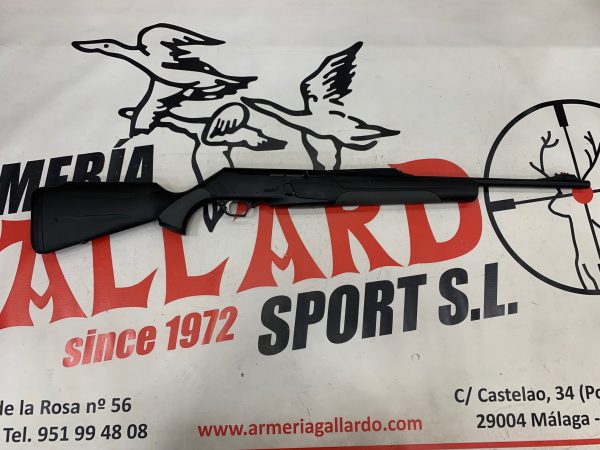 MERÍA
ALLARD
SPORT S.L.
since 1972
de la Rosa nº 56
Tel. 951 99 48 08
www.armeriagallardo.com
C/ Castelao, 34 (Po
29004 Málaga -